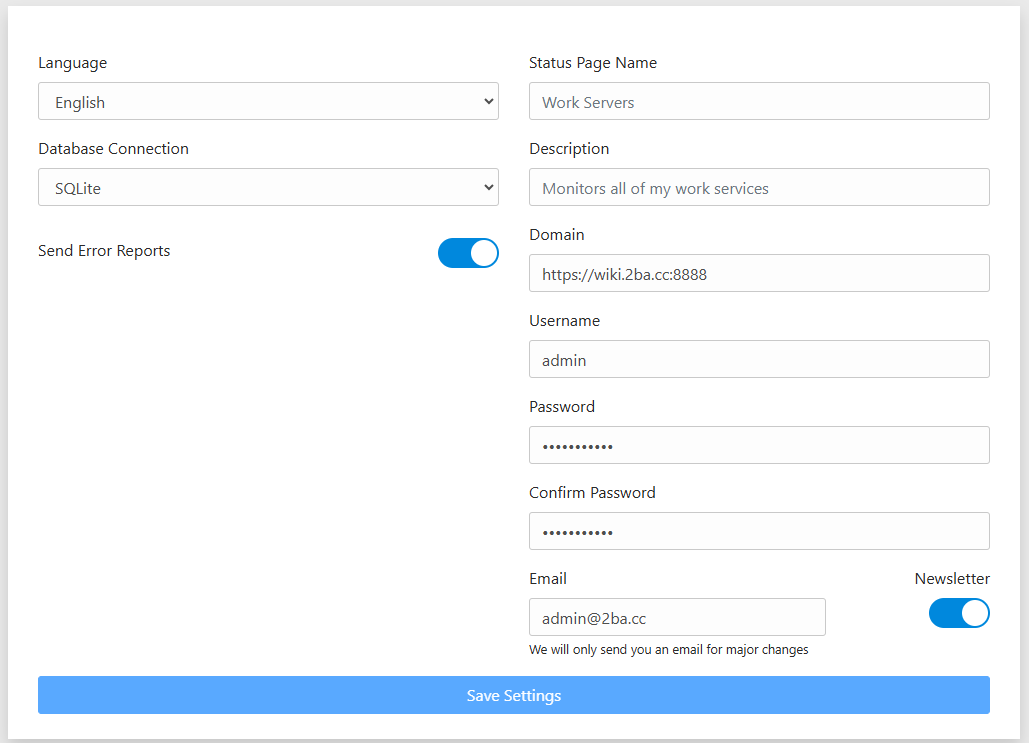 Language
English
Database Connection
SQLite
Send Error Reports
Status Page Name
Work Servers
Description
Monitors all of my work services
Domain
https://wiki.2ba.cc:8888
Username
admin
Password
•••••••••••
Confirm Password
•••••••••••
Email
admin@2ba.cc
We will only send you an email for major changes
Newsletter
Save Settings